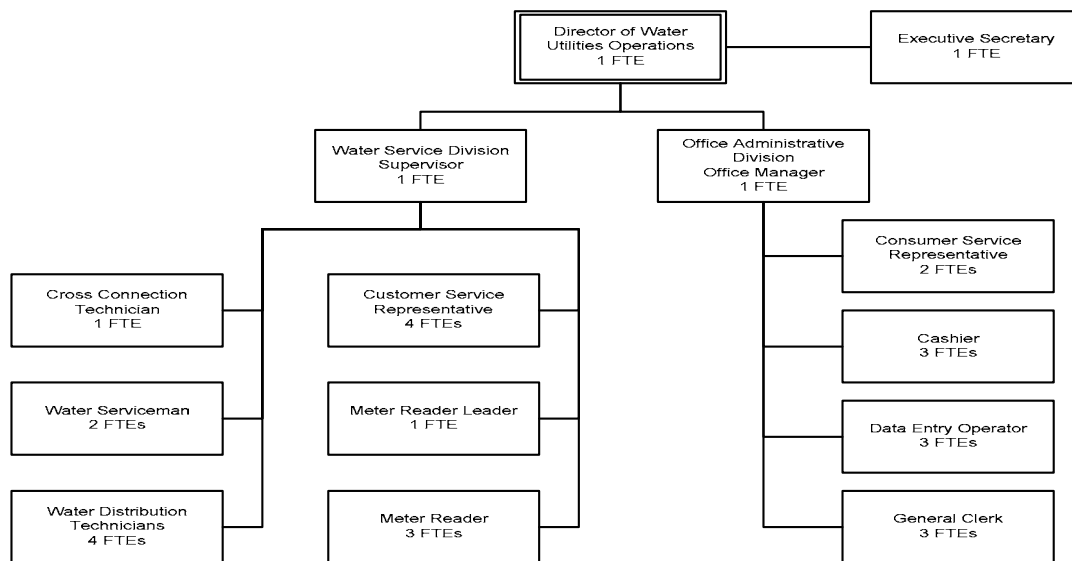 Director of Water
Utilities Operations
1 FTE
Executive Secretary
1 FTE
Water Service Division
Supervisor
1 FTE
Office Administrative
Division
Office Manager
1 FTE
Cross Connection
Technician
1 FTE
Water Serviceman
2 FTEs
Water Distribution
Technicians
4 FTEs
Customer Service
Representative
4 FTEs
Meter Reader Leader
1 FTE
Meter Reader
3 FTEs
Consumer Service
Representative
2 FTEs
Cashier
3 FTEs
Data Entry Operator
3 FTEs
General Clerk
3 FTEs